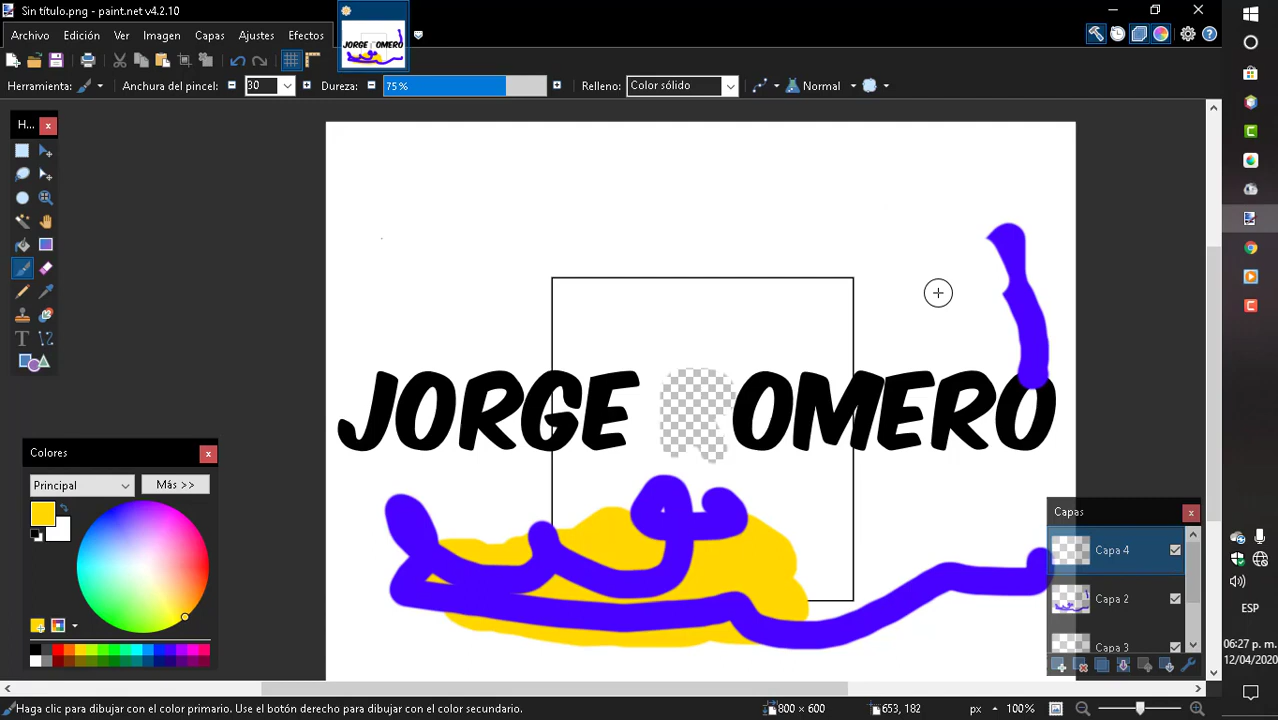 Sin título.png - paint.net v4.2.10
Archivo Edición Ver Imagen Capas Ajustes Efectos
Herramienta: Anchura del pincel: 30 Dureza: 75% Relleno: Color sólido Normal
H...
JORGE ROMERO
Colores
Principal Más >>
Capas
Capa 4
Capa 2
Capa 3
ESP
06:27 p. m.
12/04/2020
Haga clic para dibujar con el color primario. Use el botón derecho para dibujar con el color secundario. 800 × 600 653, 182 px 100%